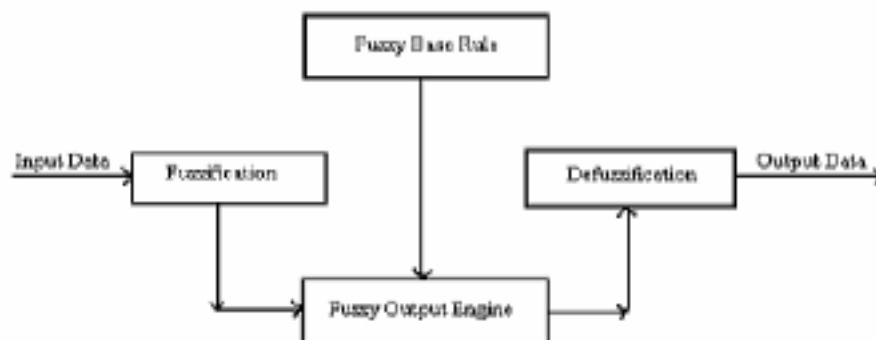 Fuzzy Base Rule
Input Data
Fuzzification
Defuzzification
Output Data
Fuzzy Output Engine